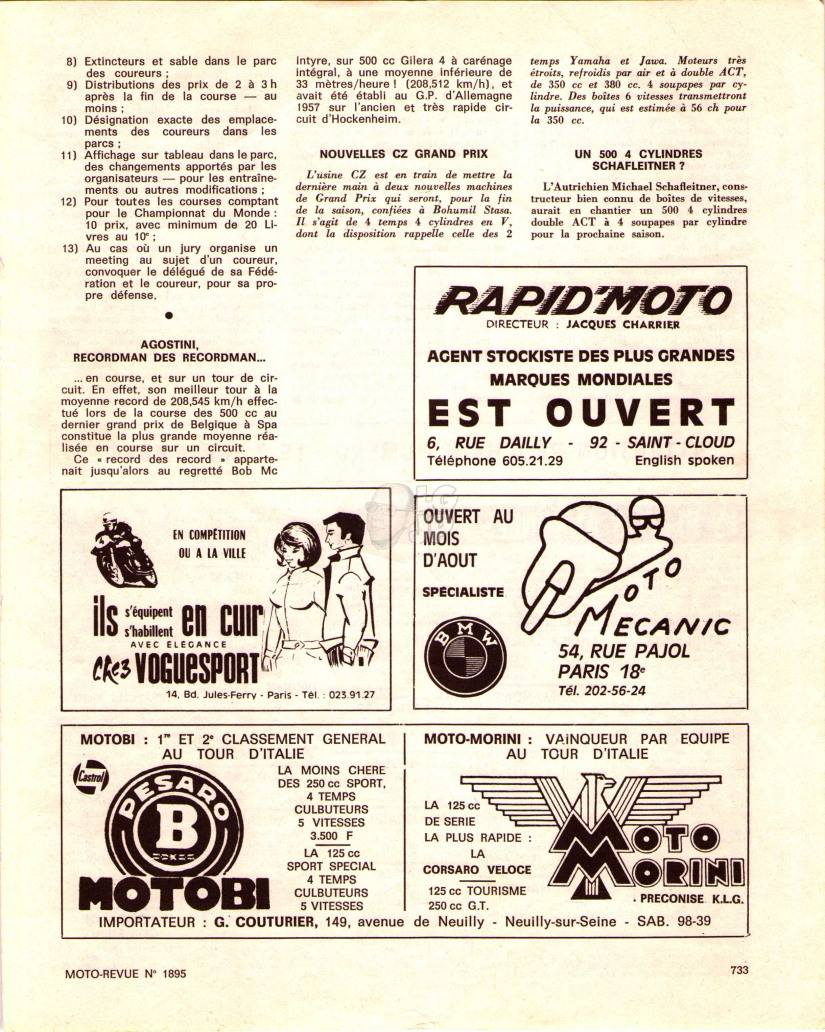 8) Extincteurs et sable dans le parc
des coureurs ;
9) Distributions des prix de 2 à 3 h
après la fin de la course — au
moins ;
10) Désignation exacte des emplace-
ments des coureurs dans les
parcs ;
11) Affichage sur tableau dans le parc,
des changements apportés par les
organisateurs — pour les entraîne-
ments ou autres modifications ;
12) Pour toutes les courses comptant
pour le Championnat du Monde :
10 prix, avec minimum de 20 Li-
vres au 10e ;
13) Au cas où un jury organise un
meeting au sujet d'un coureur,
convoquer le délégué de sa Fédé-
ration et le coureur, pour sa pro-
pre défense.
●
AGOSTINI,
RECORDMAN DES RECORDMAN...
... en course, et sur un tour de cir-
cuit. En effet, son meilleur tour à la
moyenne record de 208,545 km/h effec-
tué lors de la course des 500 cc au
dernier grand prix de Belgique à Spa
constitue la plus grande moyenne réa-
lisée en course sur un circuit.
Ce « record des record » apparte-
nait jusqu'alors au regretté Bob Mc
Intyre, sur 500 cc Gilera 4 à carénage
intégral, à une moyenne inférieure de
33 mètres/heure ! (208,512 km/h), et
avait été établi au G.P. d'Allemagne
1957 sur l'ancien et très rapide cir-
cuit d'Hockenheim.
NOUVELLES CZ GRAND PRIX
L'usine CZ est en train de mettre la
dernière main à deux nouvelles machines
de Grand Prix qui seront, pour la fin
de la saison, confiées à Bohumil Stasa.
Il s'agit de 4 temps 4 cylindres en V,
dont la disposition rappelle celle des 2
temps Yamaha et Jawa. Moteurs très
étroits, refroidis par air et à double ACT,
de 350 cc et 380 cc. 4 soupapes par cy-
lindre. Des boîtes 6 vitesses transmettront
la puissance, qui est estimée à 56 ch pour
la 350 cc.
UN 500 4 CYLINDRES
SCHAFLEITNER ?
L'Autrichien Michael Schafleitner, cons-
tructeur bien connu de boîtes de vitesses,
aurait en chantier un 500 4 cylindres
double ACT à 4 soupapes par cylindre
pour la prochaine saison.
RAPID'MOTO
DIRECTEUR : JACQUES CHARRIER
AGENT STOCKISTE DES PLUS GRANDES
MARQUES MONDIALES
EST OUVERT
6, RUE DAILLY - 92 - SAINT-CLOUD
Téléphone 605.21.29 English spoken
EN COMPÉTITION
OU A LA VILLE
ils s'équipent s'habillent en cuir
AVEC ÉLÉGANCE
chez VOGUESPORT
14, Bd. Jules-Ferry - Paris - Tél. : 023.91.27
OUVERT AU
MOIS
D'AOUT
SPÉCIALISTE
BMW
MOTO
MECANIC
54, RUE PAJOL
PARIS 18e
Tél. 202-56-24
MOTOBI : 1er ET 2e CLASSEMENT GENERAL
AU TOUR D'ITALIE
Castrol
PESARO
B
MOTOBI
LA MOINS CHERE
DES 250 cc SPORT,
4 TEMPS
CULBUTEURS
5 VITESSES
3.500 F
LA 125 cc
SPORT SPECIAL
4 TEMPS
CULBUTEURS
5 VITESSES
MOTO-MORINI : VAINQUEUR PAR EQUIPE
AU TOUR D'ITALIE
LA 125 cc
DE SERIE
LA PLUS RAPIDE :
LA
CORSARO VELOCE
125 cc TOURISME
250 cc G.T.
MOTO
MORINI
PRECONISE K.L.G.
IMPORTATEUR : G. COUTURIER, 149, avenue de Neuilly - Neuilly-sur-Seine - SAB. 98-39
MOTO-REVUE N° 1895
733